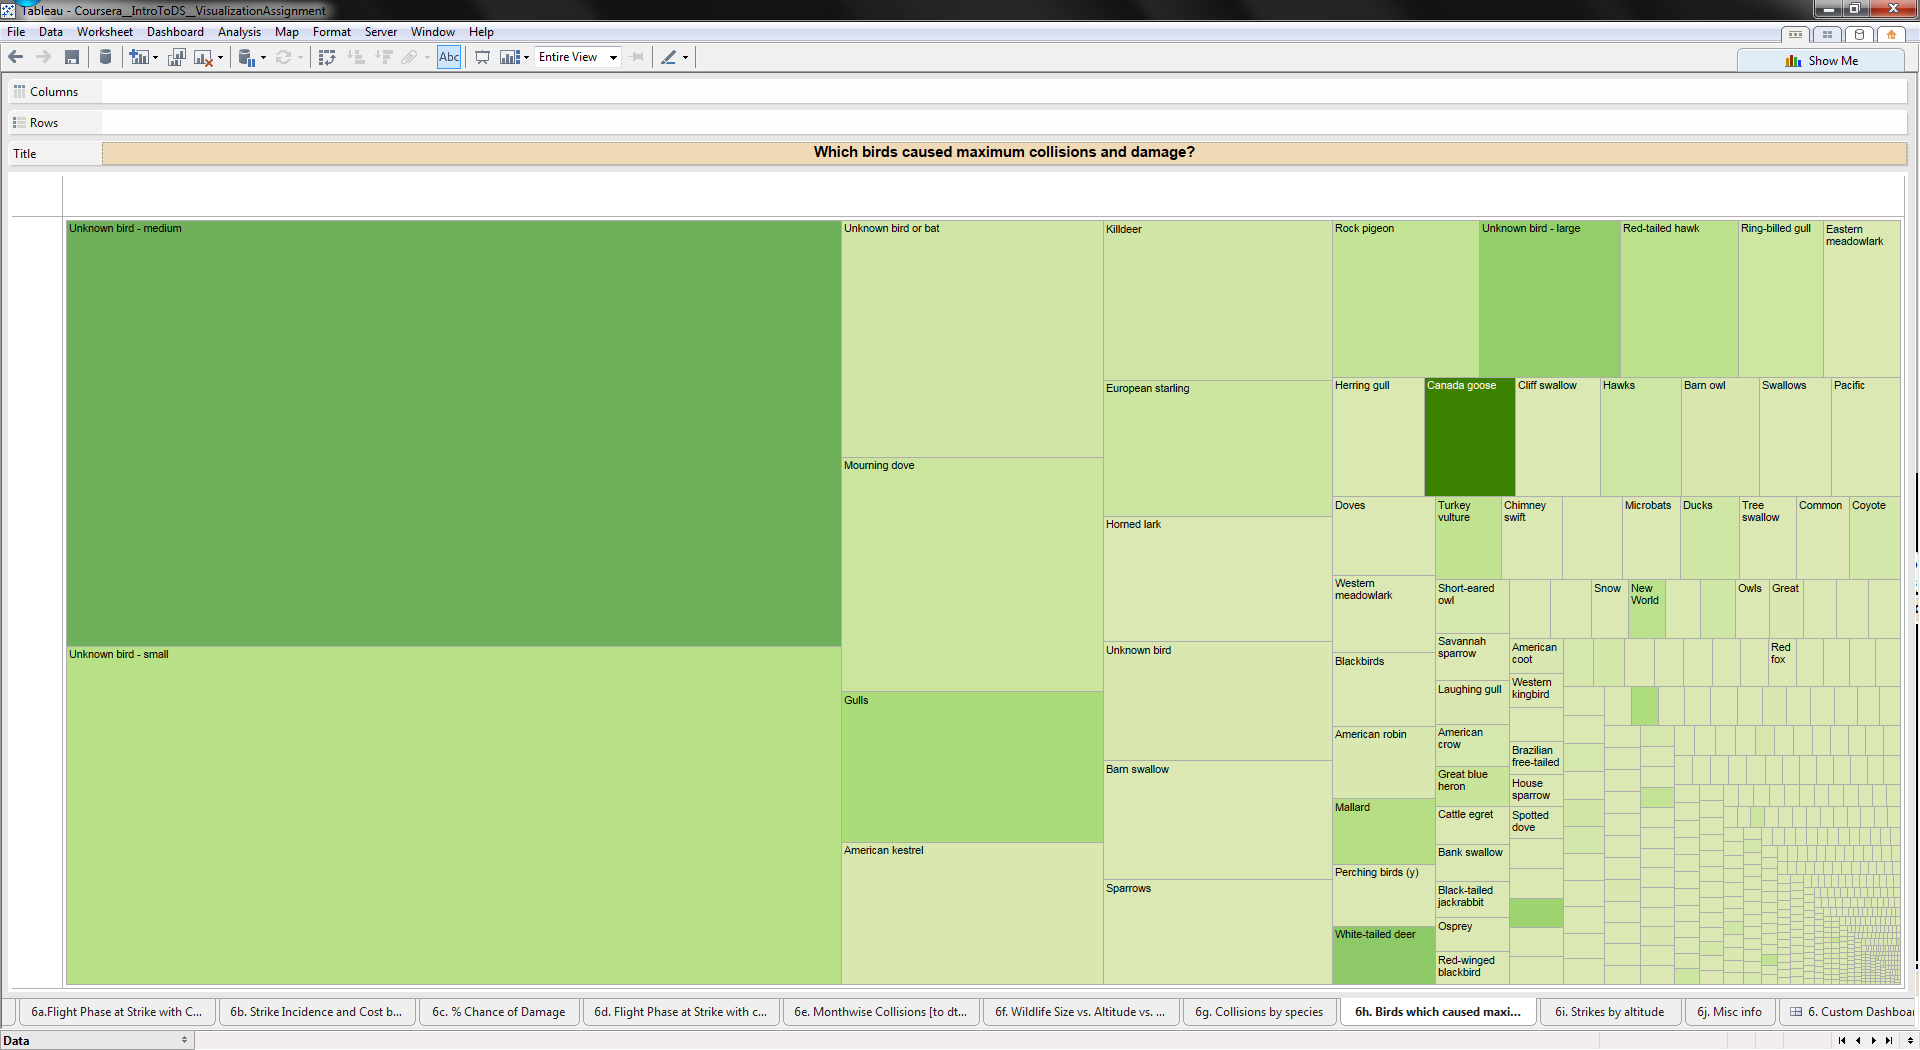 Tableau - Coursera__IntroToDS__VisualizationAssignment
File Data Worksheet Dashboard Analysis Map Format Server Window Help
Abc Entire View
Show Me
Columns
Rows
Title
Which birds caused maximum collisions and damage?
Unknown bird - medium
Unknown bird - small
Unknown bird or bat
Mourning dove
Gulls
American kestrel
Killdeer
European starling
Horned lark
Unknown bird
Barn swallow
Sparrows
Rock pigeon
Unknown bird - large
Red-tailed hawk
Ring-billed gull
Eastern
meadowlark
Herring gull
Canada goose
Cliff swallow
Hawks
Barn owl
Swallows
Pacific
Doves
Western
meadowlark
Blackbirds
American robin
Mallard
Perching birds (y)
White-tailed deer
Turkey
vulture
Chimney
swift
Microbats
Ducks
Tree
swallow
Common
Coyote
Short-eared
owl
Savannah
sparrow
Laughing gull
American
crow
Great blue
heron
Cattle egret
Bank swallow
Black-tailed
jackrabbit
Osprey
Red-winged
blackbird
Snow
New
World
Owls
Great
American
coot
Western
kingbird
Brazilian
free-tailed
House
sparrow
Spotted
dove
Red
fox
6a.Flight Phase at Strike with C...
6b. Strike Incidence and Cost b...
6c. % Chance of Damage
6d. Flight Phase at Strike with c...
6e. Monthwise Collisions [to dt...
6f. Wildlife Size vs. Altitude vs. ...
6g. Collisions by species
6h. Birds which caused maxi...
6i. Strikes by altitude
6j. Misc info
6. Custom Dashboar
Data